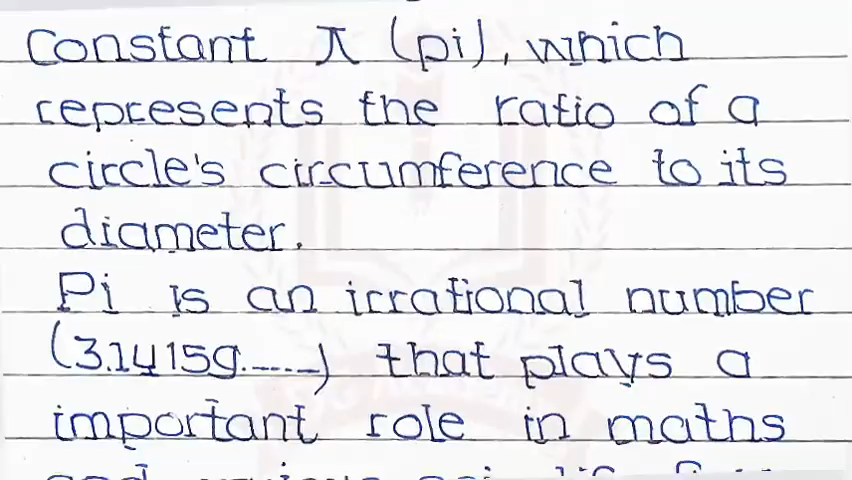 Constant π (pi), which
represents the ratio of a
circle's circumference to its
diameter.
Pi is an irrational number
(3.14159.....) that plays a
important role in maths